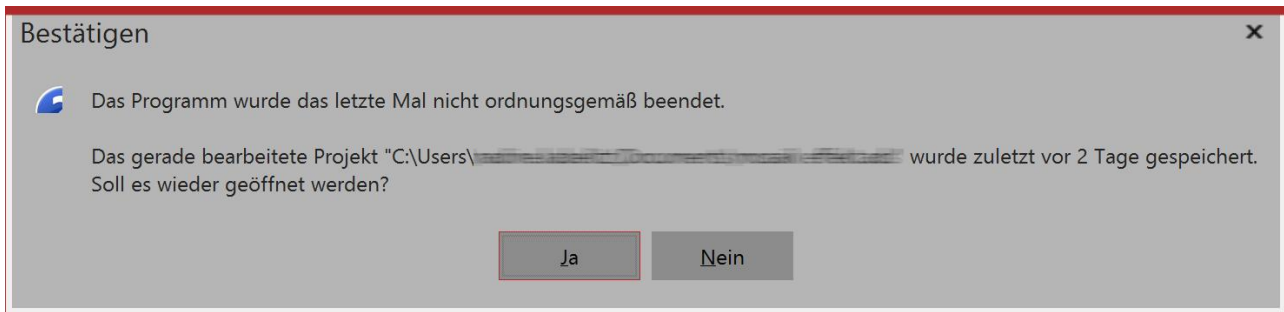 Bestätigen
Das Programm wurde das letzte Mal nicht ordnungsgemäß beendet.
Das gerade bearbeitete Projekt "C:\Users\ wurde zuletzt vor 2 Tage gespeichert.
Soll es wieder geöffnet werden?
Ja
Nein